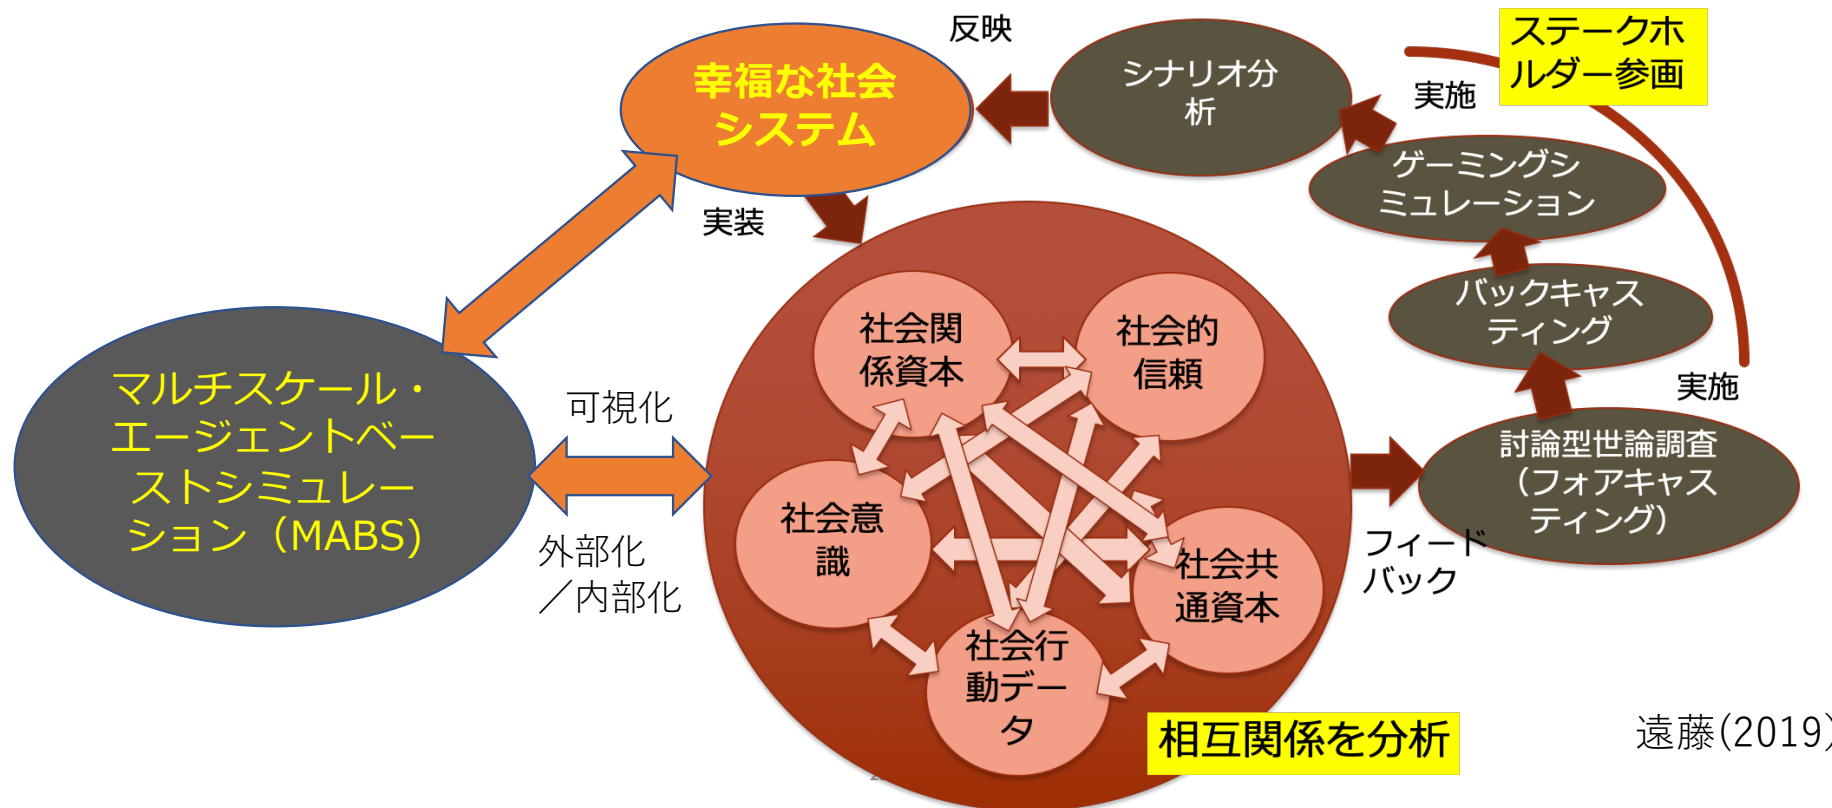 反映
ステークホ
ルダー参画
幸福な社会
システム
シナリオ分
析
実施
ゲーミングシ
ミュレーション
実装
バックキャス
ティング
実施
社会関
係資本
社会的
信頼
マルチスケール・
エージェントベー
ストシミュレー
ション（MABS)
可視化
外部化
／内部化
討論型世論調査
（フォアキャス
ティング）
フィード
バック
社会意
識
社会共
通資本
社会行
動デー
タ
相互関係を分析
遠藤(2019)